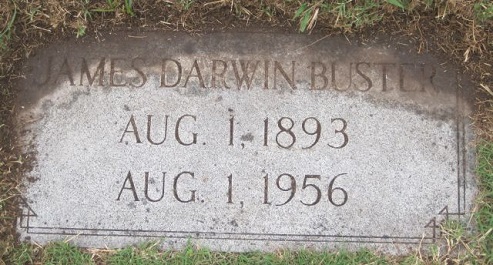 JAMES DARWIN BUSTER
AUG. 1, 1893
AUG. 1, 1956